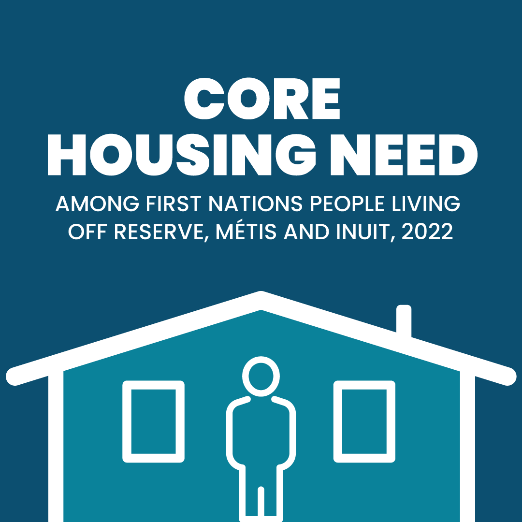 CORE
HOUSING NEED
AMONG FIRST NATIONS PEOPLE LIVING
OFF RESERVE, MÉTIS AND INUIT, 2022